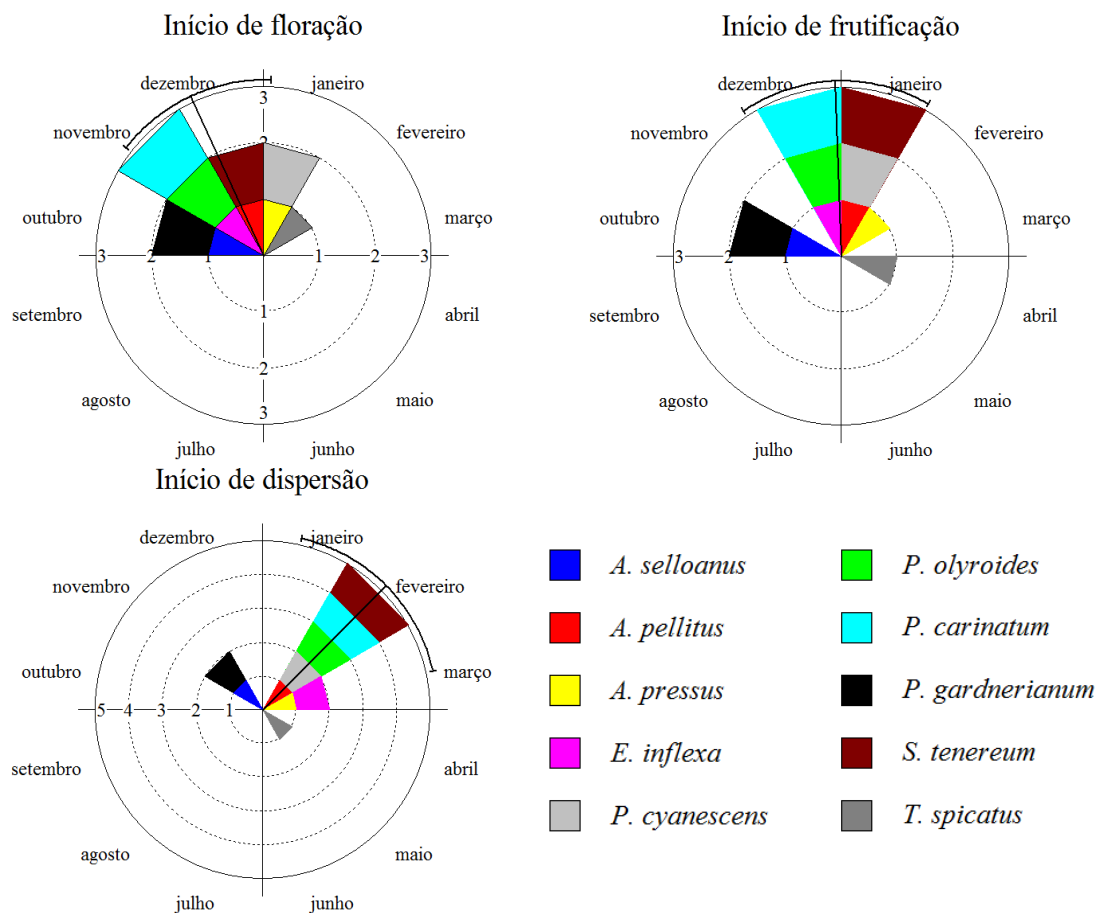 Início de floração
dezembro
janeiro
novembro
fevereiro
outubro
março
setembro
abril
agosto
maio
julho
junho
3
2
3 2 1 1 2 3
1
2
3
Início de frutificação
dezembro
janeiro
novembro
fevereiro
outubro
março
3 2 1
setembro
abril
agosto
maio
julho
junho
Início de dispersão
dezembro
janeiro
novembro
fevereiro
outubro
março
5 4 3 2 1
setembro
abril
agosto
maio
julho
junho
A. selloanus
A. pellitus
A. pressus
E. inflexa
P. cyanescens
P. olyroides
P. carinatum
P. gardnerianum
S. tenereum
T. spicatus